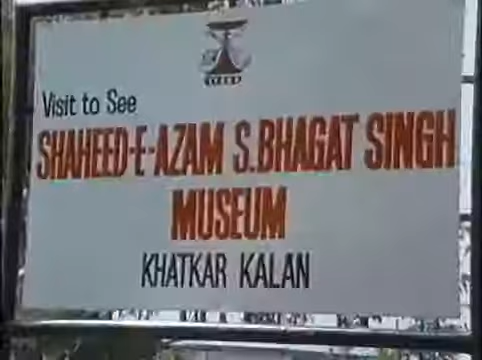 Visit to See
SHAHEED-E-AZAM S.BHAGAT SINGH
MUSEUM
KHATKAR KALAN